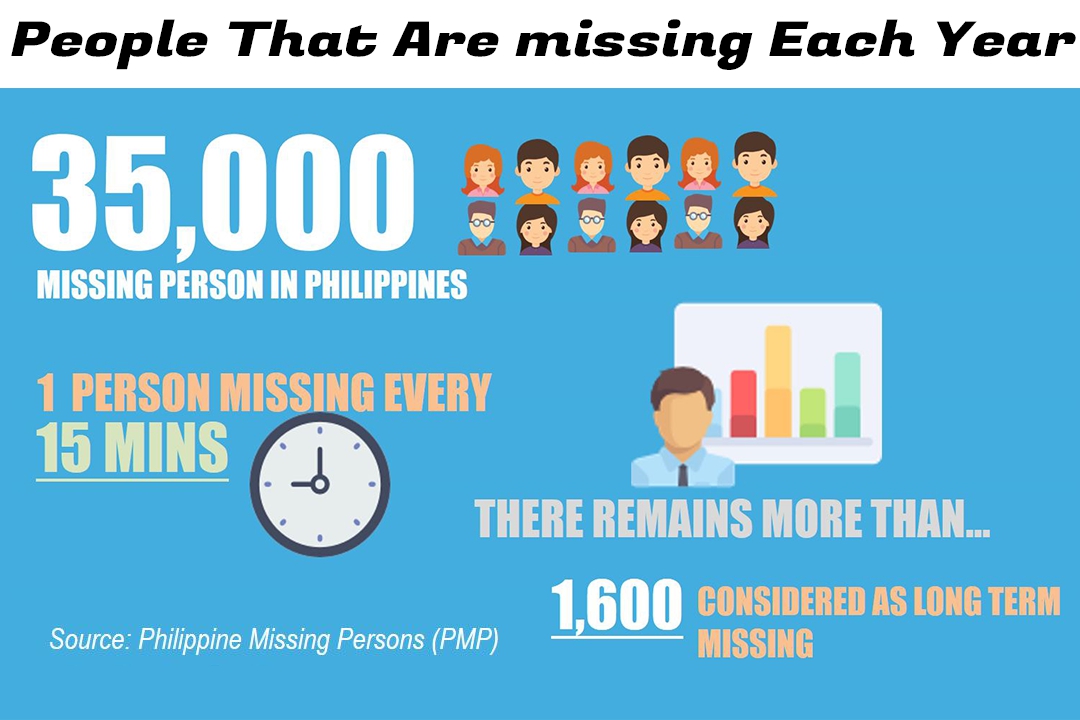 People That Are missing Each Year
35,000
MISSING PERSON IN PHILIPPINES
1 PERSON MISSING EVERY
15 MINS
THERE REMAINS MORE THAN...
1,600 CONSIDERED AS LONG TERM
MISSING
Source: Philippine Missing Persons (PMP)